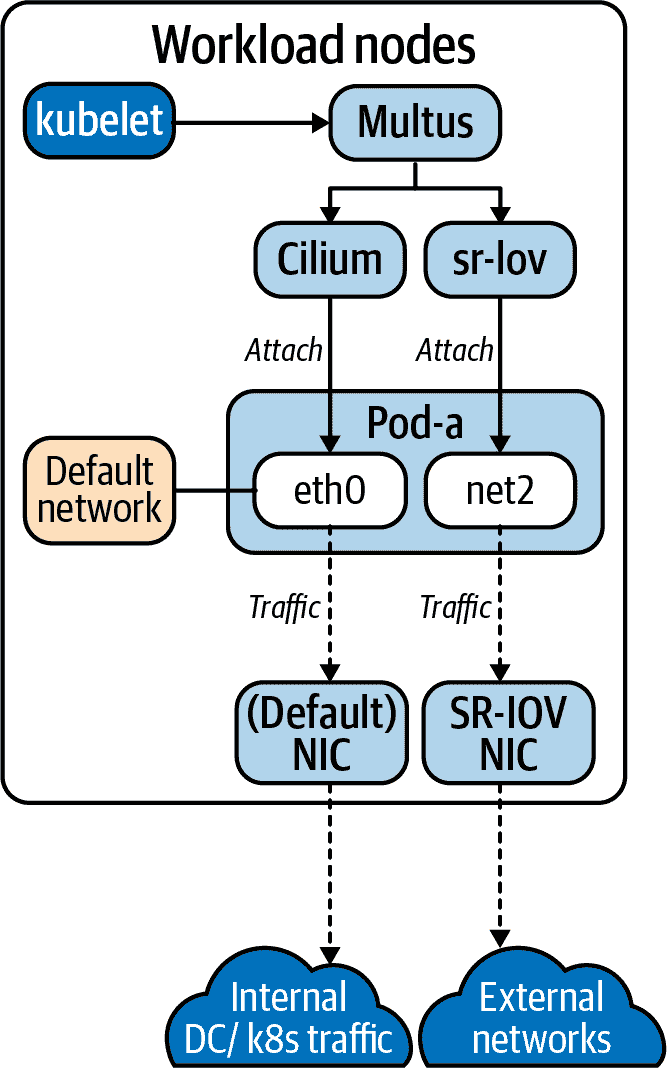 Workload nodes
kubelet
Multus
Cilium
sr-lov
Attach
Attach
Pod-a
Default
network
eth0
net2
Traffic
Traffic
(Default)
NIC
SR-IOV
NIC
Internal
DC/ k8s traffic
External
networks